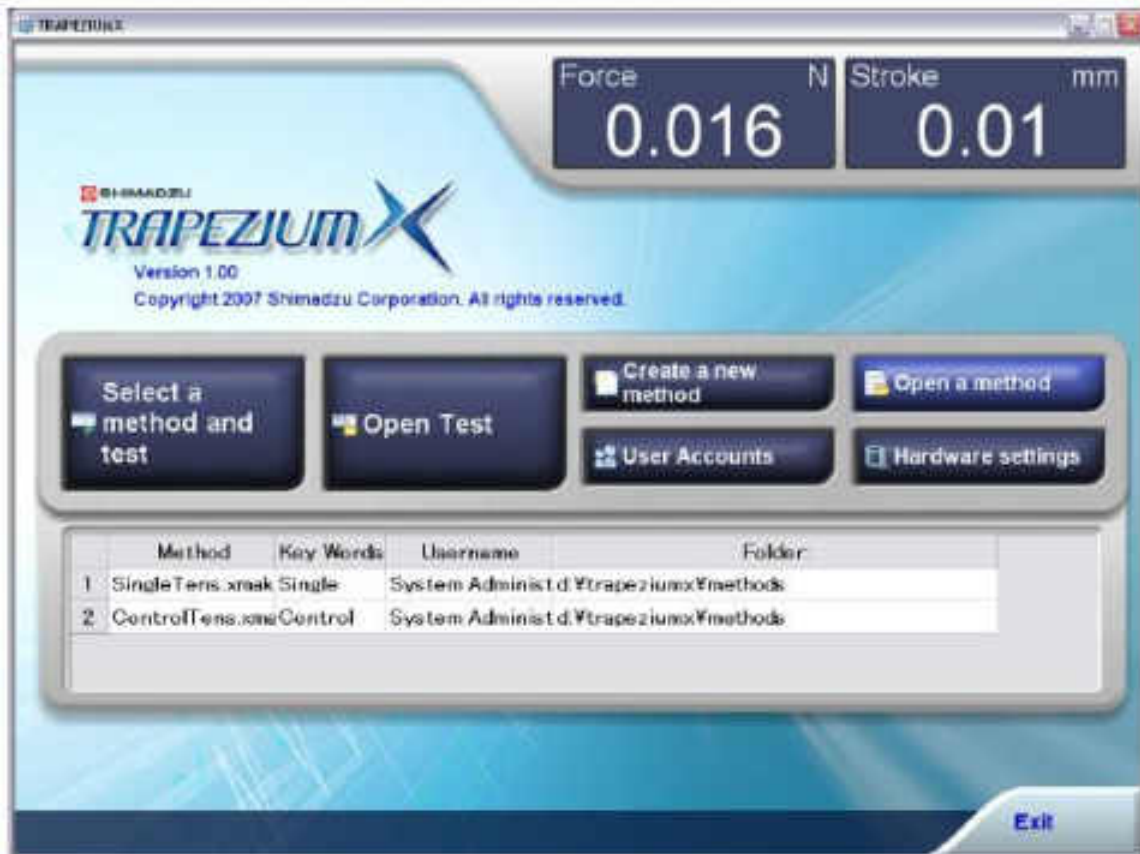 TRAPEZIUMX
Force N
0.016
Stroke mm
0.01
SHIMADZU
TRAPEZIUM X
Version 1.00
Copyright 2007 Shimadzu Corporation. All rights reserved.
Select a
method and
test
Open Test
Create a new
method
Open a method
User Accounts
Hardware settings
Method Key Words Username Folder
1 SingleTens.xmak Single System Administ d:¥trapeziumx¥methods
2 ControlTens.xma Control System Administ d:¥trapeziumx¥methods
Exit